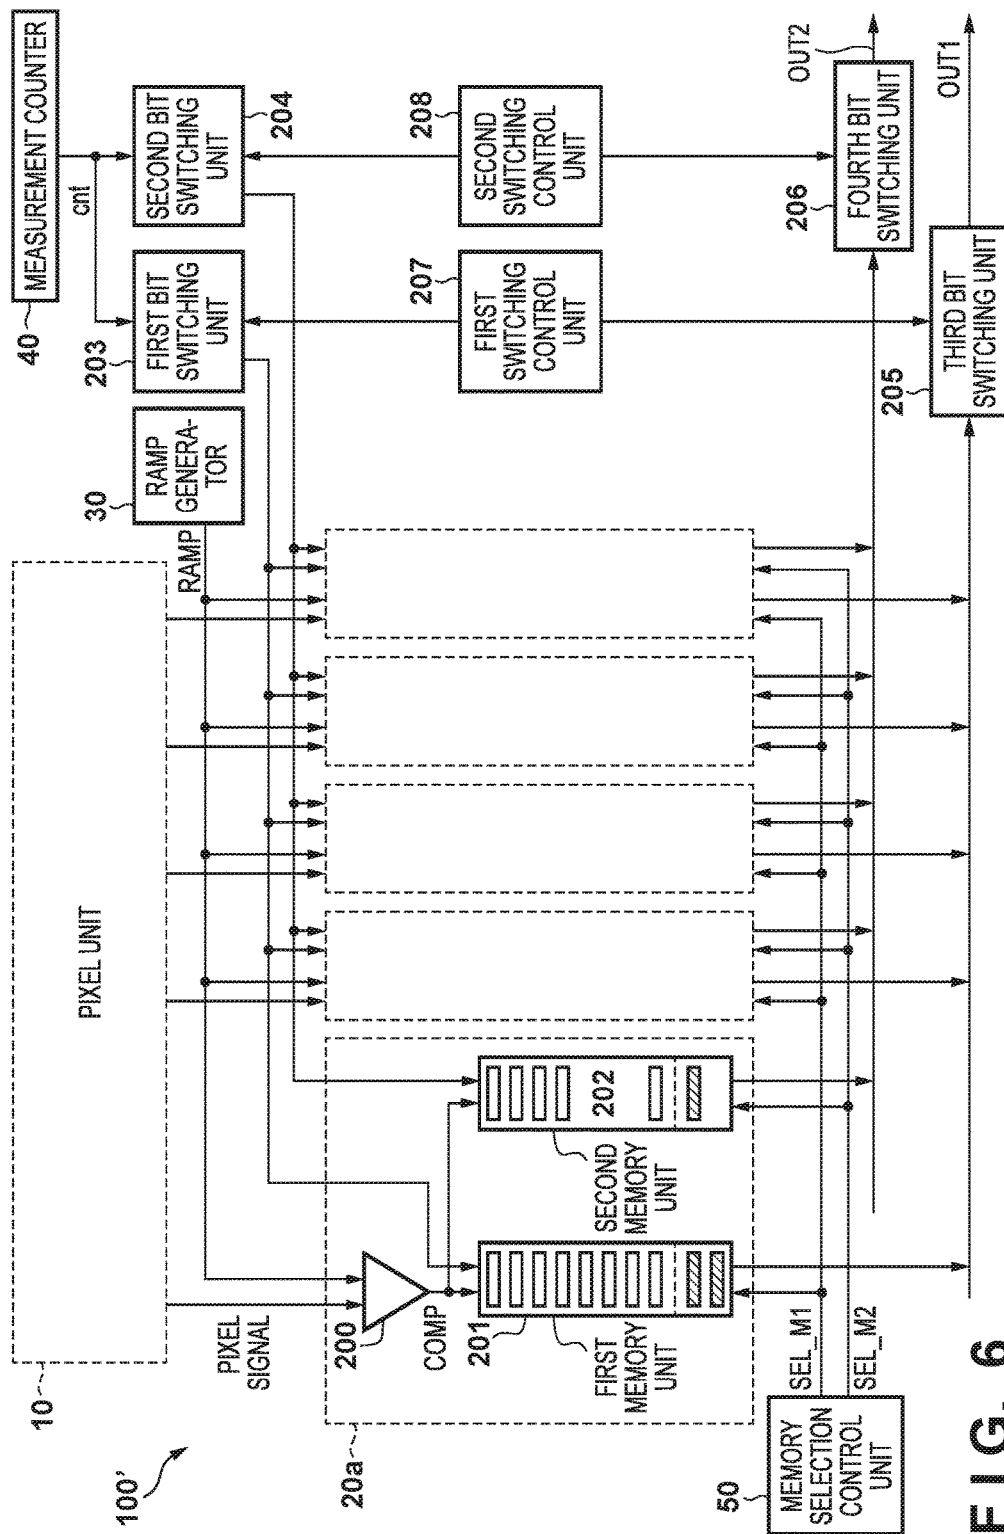 100'
10
PIXEL UNIT
PIXEL
SIGNAL
RAMP
30
RAMP
GENERA-
TOR
40
MEASUREMENT COUNTER
cnt
203
FIRST BIT
SWITCHING
UNIT
SECOND BIT
SWITCHING
UNIT
204
20a
200
COMP
201
FIRST
MEMORY
UNIT
202
SECOND
MEMORY
UNIT
207
FIRST
SWITCHING
CONTROL
UNIT
208
SECOND
SWITCHING
CONTROL
UNIT
50
MEMORY
SELECTION
CONTROL
UNIT
SEL_M1
SEL_M2
206
FOURTH BIT
SWITCHING UNIT
OUT2
205
THIRD BIT
SWITCHING UNIT
OUT1
FIG. 6